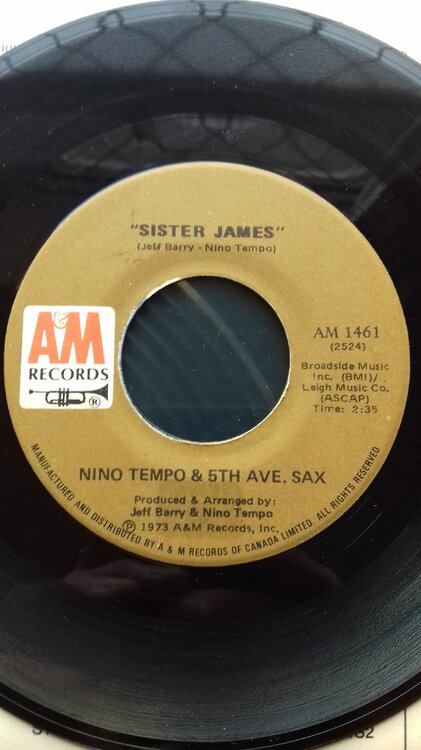 "SISTER JAMES"
(Jeff Barry - Nino Tempo)
A&M
RECORDS
®
AM 1461
(2524)
Broadside Music
Inc. (BMI)/
Leigh Music Co.
(ASCAP)
Time: 2:35
NINO TEMPO & 5TH AVE. SAX
Produced & Arranged by:
Jeff Barry & Nino Tempo
℗ 1973 A&M Records, Inc.
MANUFACTURED AND DISTRIBUTED BY A & M RECORDS OF CANADA LIMITED. ALL RIGHTS RESERVED